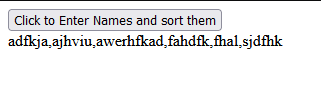 Click to Enter Names and sort them
adfkja,ajhviu,awerhfkad,fahdfk,fhal,sjdfhk